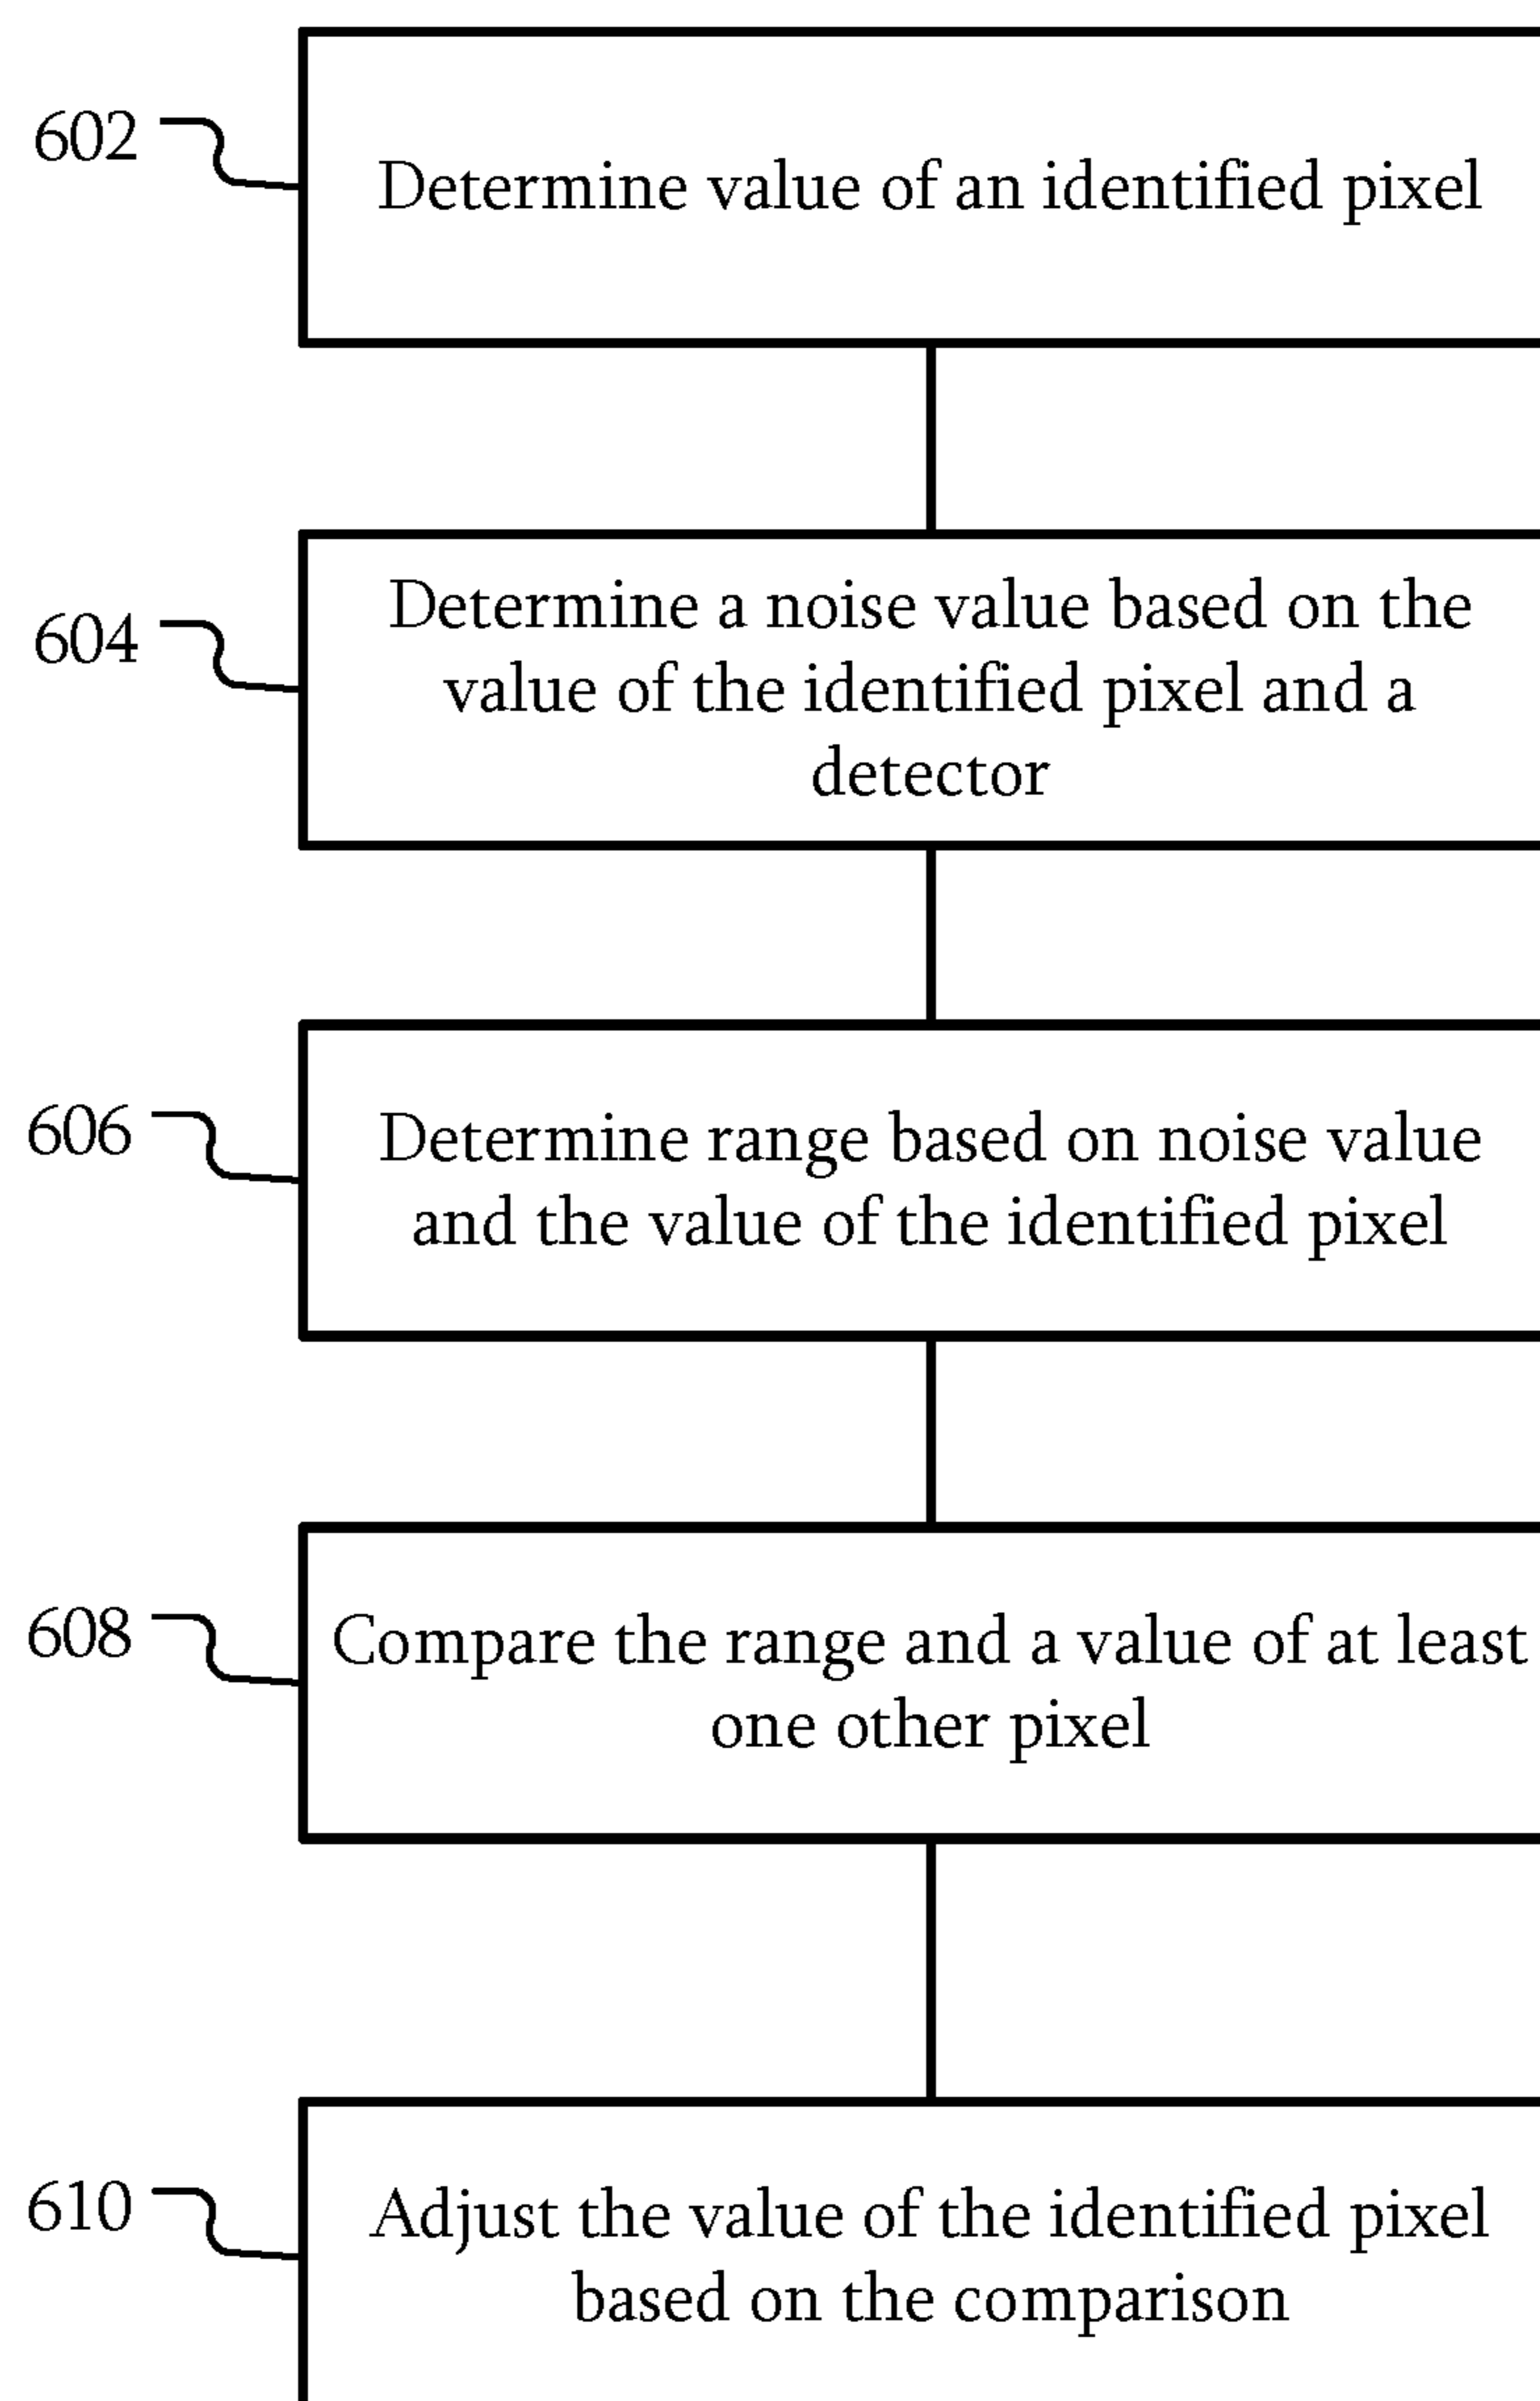 602
Determine value of an identified pixel
604
Determine a noise value based on the
value of the identified pixel and a
detector
606
Determine range based on noise value
and the value of the identified pixel
608
Compare the range and a value of at least
one other pixel
610
Adjust the value of the identified pixel
based on the comparison